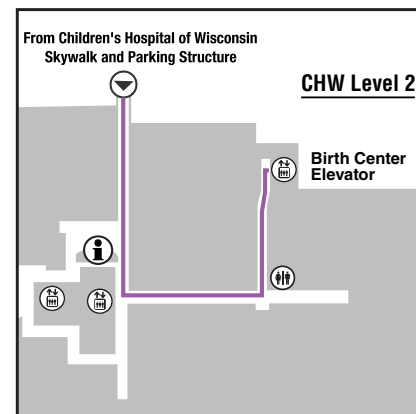 From Children's Hospital of Wisconsin
Skywalk and Parking Structure
CHW Level 2
Birth Center
Elevator
i